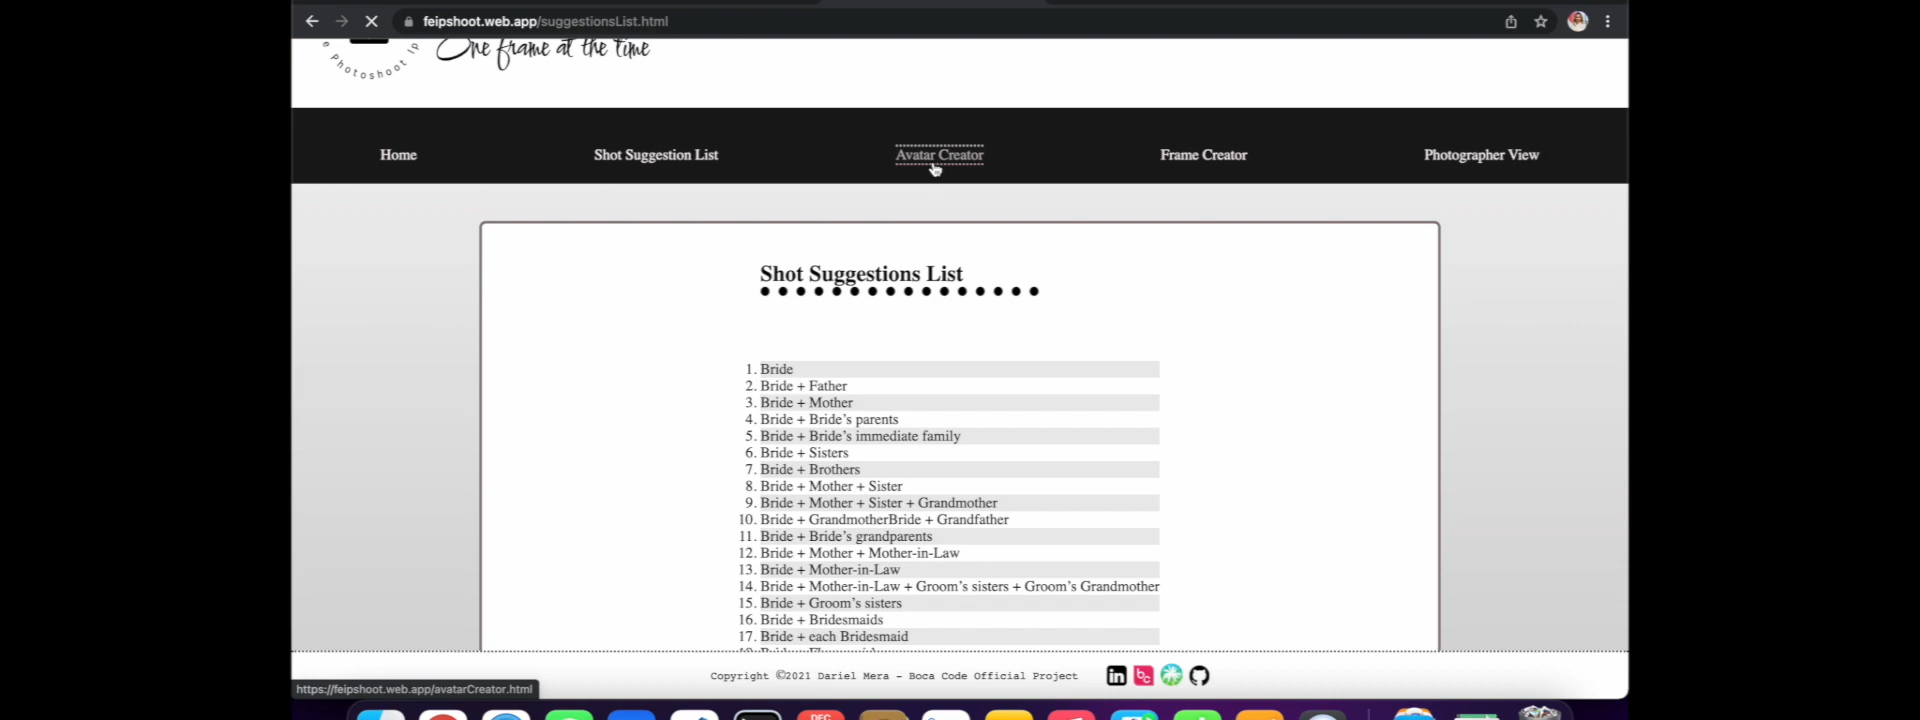 feipshoot.web.app/suggestionsList.html
e Photoshoot Ip
One frame at the time
Home
Shot Suggestion List
Avatar Creator
Frame Creator
Photographer View
Shot Suggestions List
1. Bride
2. Bride + Father
3. Bride + Mother
4. Bride + Bride’s parents
5. Bride + Bride’s immediate family
6. Bride + Sisters
7. Bride + Brothers
8. Bride + Mother + Sister
9. Bride + Mother + Sister + Grandmother
10. Bride + GrandmotherBride + Grandfather
11. Bride + Bride’s grandparents
12. Bride + Mother + Mother-in-Law
13. Bride + Mother-in-Law
14. Bride + Mother-in-Law + Groom’s sisters + Groom’s Grandmother
15. Bride + Groom’s sisters
16. Bride + Bridesmaids
17. Bride + each Bridesmaid
Copyright ©2021 Dariel Mera - Boca Code Official Project
in
bc
https://feipshoot.web.app/avatarCreator.html
DEC